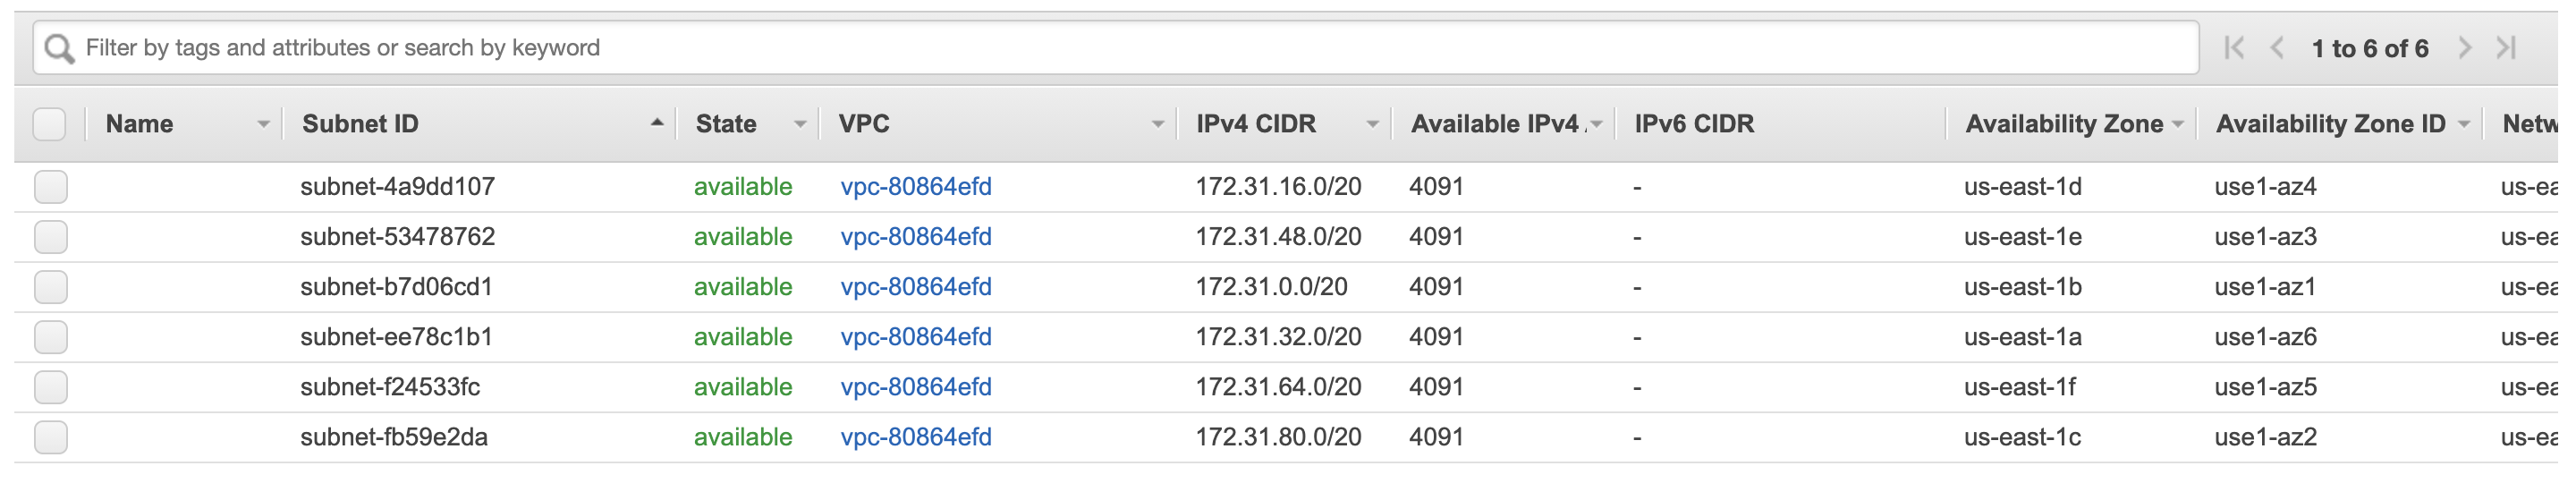 Filter by tags and attributes or search by keyword 1 to 6 of 6
Name Subnet ID State VPC IPv4 CIDR Available IPv4 IPv6 CIDR Availability Zone Availability Zone ID Netw
subnet-4a9dd107 available vpc-80864efd 172.31.16.0/20 4091 - us-east-1d use1-az4 us-ea
subnet-53478762 available vpc-80864efd 172.31.48.0/20 4091 - us-east-1e use1-az3 us-ea
subnet-b7d06cd1 available vpc-80864efd 172.31.0.0/20 4091 - us-east-1b use1-az1 us-ea
subnet-ee78c1b1 available vpc-80864efd 172.31.32.0/20 4091 - us-east-1a use1-az6 us-ea
subnet-f24533fc available vpc-80864efd 172.31.64.0/20 4091 - us-east-1f use1-az5 us-ea
subnet-fb59e2da available vpc-80864efd 172.31.80.0/20 4091 - us-east-1c use1-az2 us-ea